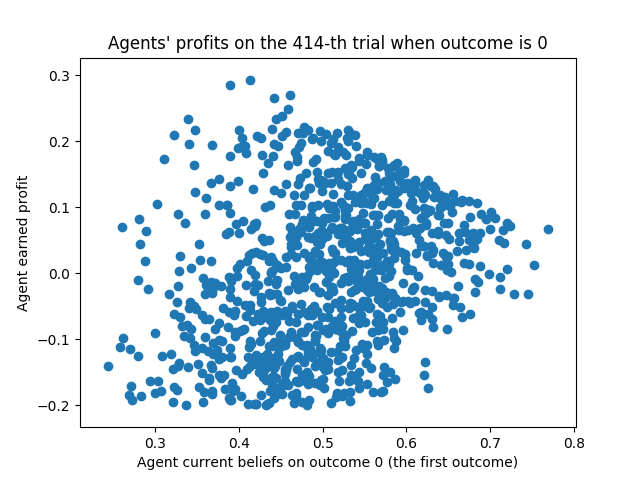 Agents' profits on the 414-th trial when outcome is 0
0.3
0.2
0.1
0.0
−0.1
−0.2
Agent earned profit
0.3 0.4 0.5 0.6 0.7 0.8
Agent current beliefs on outcome 0 (the first outcome)